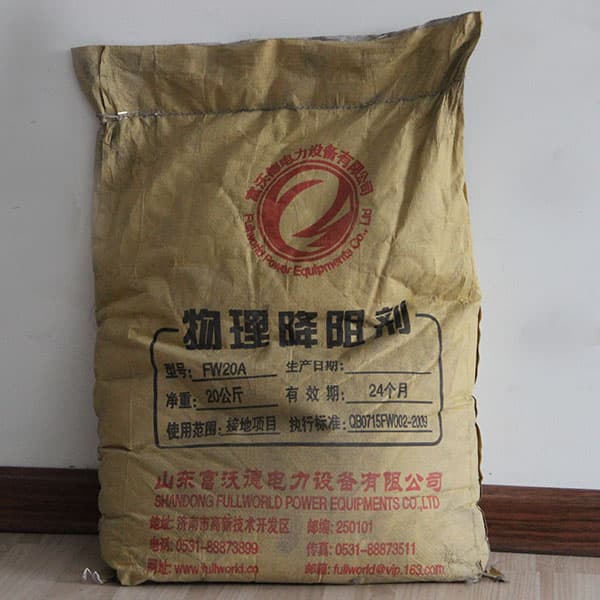 富沃德电力设备有限公司
Fullworld Power Equipments Co., Ltd
物理降阻剂
型号: FW20A 生产日期:
净重: 20公斤 有效期: 24个月
使用范围: 接地项目 执行标准: QB0715FW002-2009
山东富沃德电力设备有限公司
SHANDONG FULLWORLD POWER EQUIPMENTS CO.,LTD
地址: 济南市高新技术开发区 邮编: 250101
电话: 0531-88873899 传真: 0531-88873511
网址: www.fullworld.cn 邮箱: fullworld@vip.163.com